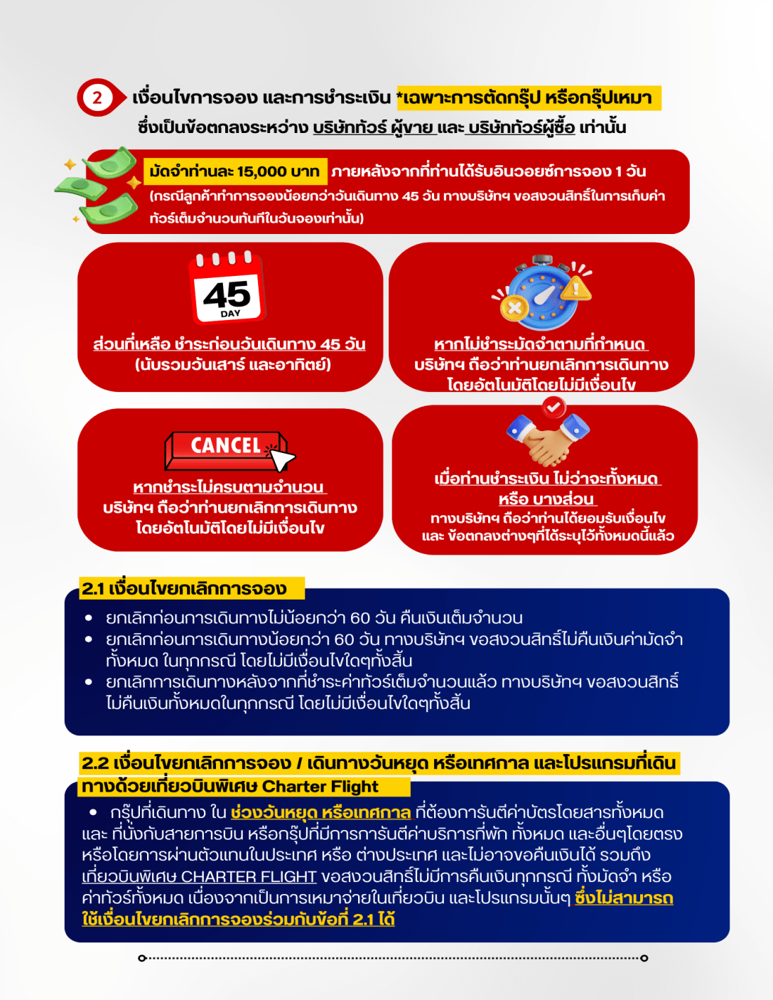 2
เงื่อนไขการจอง และการชำระเงิน *เฉพาะการตัดกรุ๊ป หรือกรุ๊ปเหมา
ซึ่งเป็นข้อตกลงระหว่าง บริษัททัวร์ ผู้ขาย และ บริษัททัวร์ผู้ซื้อ เท่านั้น
มัดจำท่านละ 15,000 บาท ภายหลังจากที่ท่านได้รับอินวอยซ์การจอง 1 วัน
(กรณีลูกค้าทำการจองน้อยกว่าวันเดินทาง 45 วัน ทางบริษัทฯ ขอสงวนสิทธิ์ในการเก็บค่า
ทัวร์เต็มจำนวนทันทีในวันจองเท่านั้น)
45
DAY
ส่วนที่เหลือ ชำระก่อนวันเดินทาง 45 วัน
(นับรวมวันเสาร์ และอาทิตย์)
หากไม่ชำระมัดจำตามที่กำหนด
บริษัทฯ ถือว่าท่านยกเลิกการเดินทาง
โดยอัตโนมัติโดยไม่มีเงื่อนไข
CANCEL
หากชำระไม่ครบตามจำนวน
บริษัทฯ ถือว่าท่านยกเลิกการเดินทาง
โดยอัตโนมัติโดยไม่มีเงื่อนไข
เมื่อท่านชำระเงิน ไม่ว่าจะทั้งหมด
หรือ บางส่วน
ทางบริษัทฯ ถือว่าท่านได้ยอมรับเงื่อนไข
และ ข้อตกลงต่างๆที่ได้ระบุไว้ทั้งหมดนี้แล้ว
2.1 เงื่อนไขยกเลิกการจอง
• ยกเลิกก่อนการเดินทางไม่น้อยกว่า 60 วัน คืนเงินเต็มจำนวน
• ยกเลิกก่อนการเดินทางน้อยกว่า 60 วัน ทางบริษัทฯ ขอสงวนสิทธิ์ไม่คืนเงินค่ามัดจำ
ทั้งหมด ในทุกกรณี โดยไม่มีเงื่อนไขใดๆทั้งสิ้น
• ยกเลิกการเดินทางหลังจากที่ชำระค่าทัวร์เต็มจำนวนแล้ว ทางบริษัทฯ ขอสงวนสิทธิ์
ไม่คืนเงินทั้งหมดในทุกกรณี โดยไม่มีเงื่อนไขใดๆทั้งสิ้น
2.2 เงื่อนไขยกเลิกการจอง / เดินทางวันหยุด หรือเทศกาล และโปรแกรมที่เดิน
ทางด้วยเที่ยวบินพิเศษ Charter Flight
• กรุ๊ปที่เดินทาง ใน ช่วงวันหยุด หรือเทศกาล ที่ต้องการันตีค่าบัตรโดยสารทั้งหมด
และ ที่นั่งกับสายการบิน หรือกรุ๊ปที่มีการการันตีค่าบริการที่พัก ทั้งหมด และอื่นๆโดยตรง
หรือโดยการผ่านตัวแทนในประเทศ หรือ ต่างประเทศ และไม่อาจขอคืนเงินได้ รวมถึง
เที่ยวบินพิเศษ CHARTER FLIGHT ขอสงวนสิทธิ์ไม่มีการคืนเงินทุกกรณี ทั้งมัดจำ หรือ
ค่าทัวร์ทั้งหมด เนื่องจากเป็นการเหมาจ่ายในเที่ยวบิน และโปรแกรมนั้นๆ ซึ่งไม่สามารถ
ใช้เงื่อนไขยกเลิกการจองร่วมกับข้อที่ 2.1 ได้